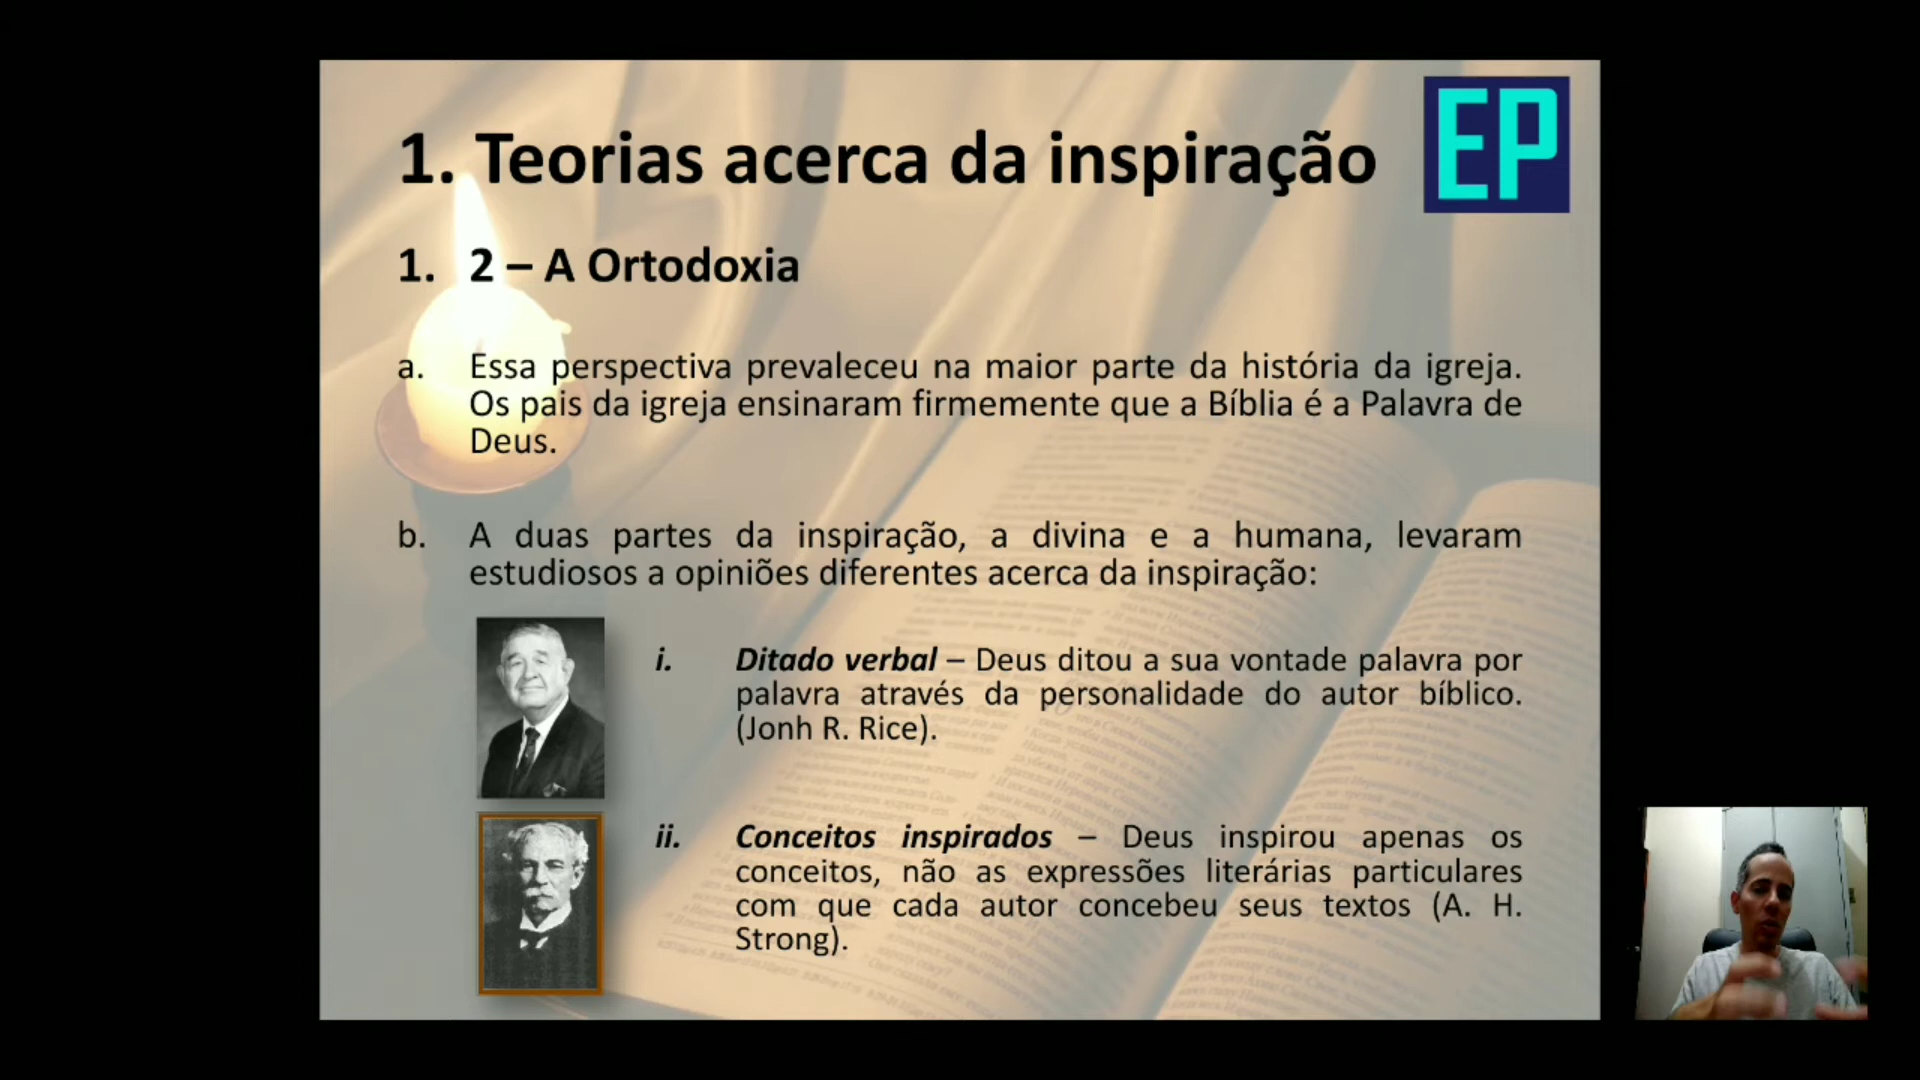 1. Teorias acerca da inspiração
EP
1. 2 – A Ortodoxia
a. Essa perspectiva prevaleceu na maior parte da história da igreja.
Os pais da igreja ensinaram firmemente que a Bíblia é a Palavra de
Deus.
b. A duas partes da inspiração, a divina e a humana, levaram
estudiosos a opiniões diferentes acerca da inspiração:
i. Ditado verbal – Deus ditou a sua vontade palavra por
palavra através da personalidade do autor bíblico.
(Jonh R. Rice).
ii. Conceitos inspirados – Deus inspirou apenas os
conceitos, não as expressões literárias particulares
com que cada autor concebeu seus textos (A. H.
Strong).